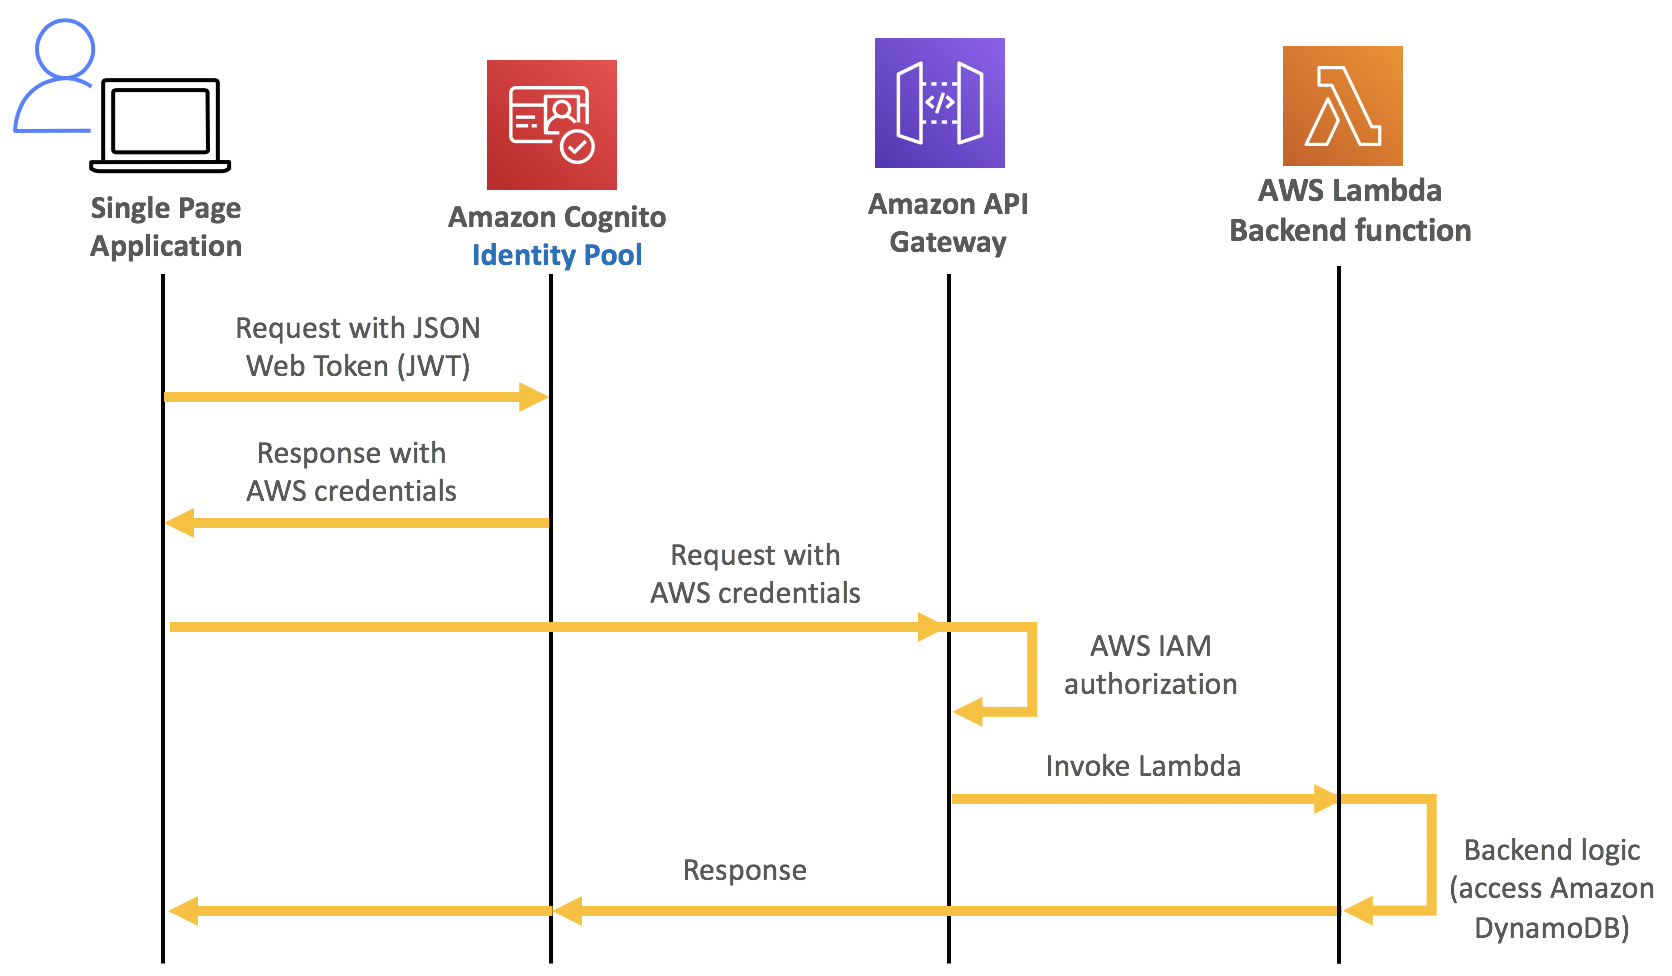 Single Page
Application
Amazon Cognito
Identity Pool
Amazon API
Gateway
AWS Lambda
Backend function
Request with JSON
Web Token (JWT)
Response with
AWS credentials
Request with
AWS credentials
AWS IAM
authorization
Invoke Lambda
Backend logic
(access Amazon
DynamoDB)
Response